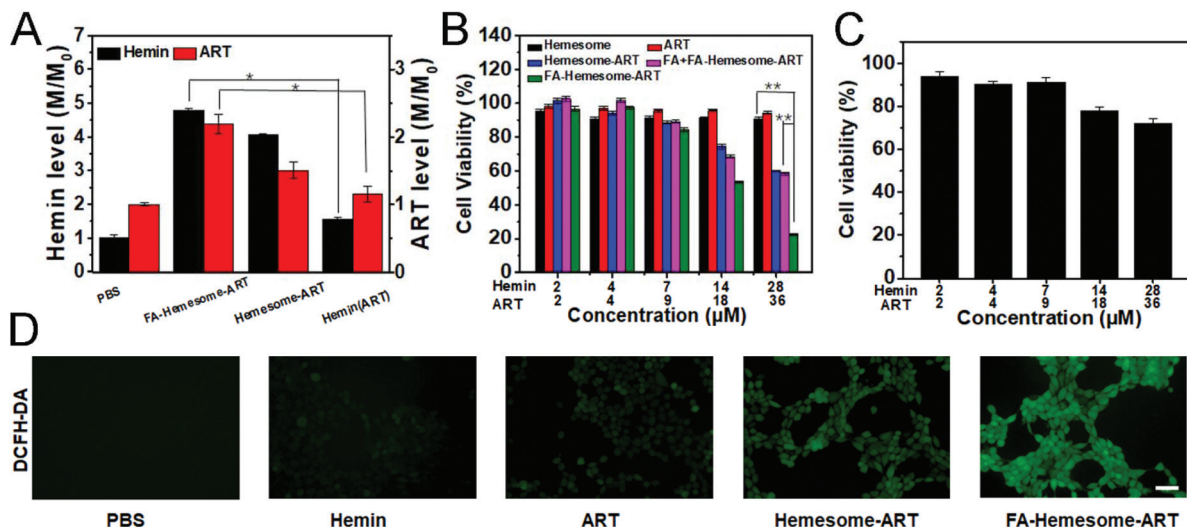 A
Hemin ART
Hemin level (M/M0)
ART level (M/M0)
6
5
4
3
2
1
0
3
2
1
0
*
*
PBS
FA-Hemesome-ART
Hemesome-ART
Hemin(ART)
B
Hemesome ART
Hemesome-ART FA+FA-Hemesome-ART
FA-Hemesome-ART
Cell Viability (%)
140
120
100
80
60
40
20
0
**
**
Hemin 2 4 7 14 28
ART 2 4 9 18 36
Concentration (µM)
C
Cell viability (%)
100
80
60
40
20
0
Hemin 2 4 7 14 28
ART 2 4 9 18 36
Concentration (µM)
D
DCFH-DA
PBS Hemin ART Hemesome-ART FA-Hemesome-ART